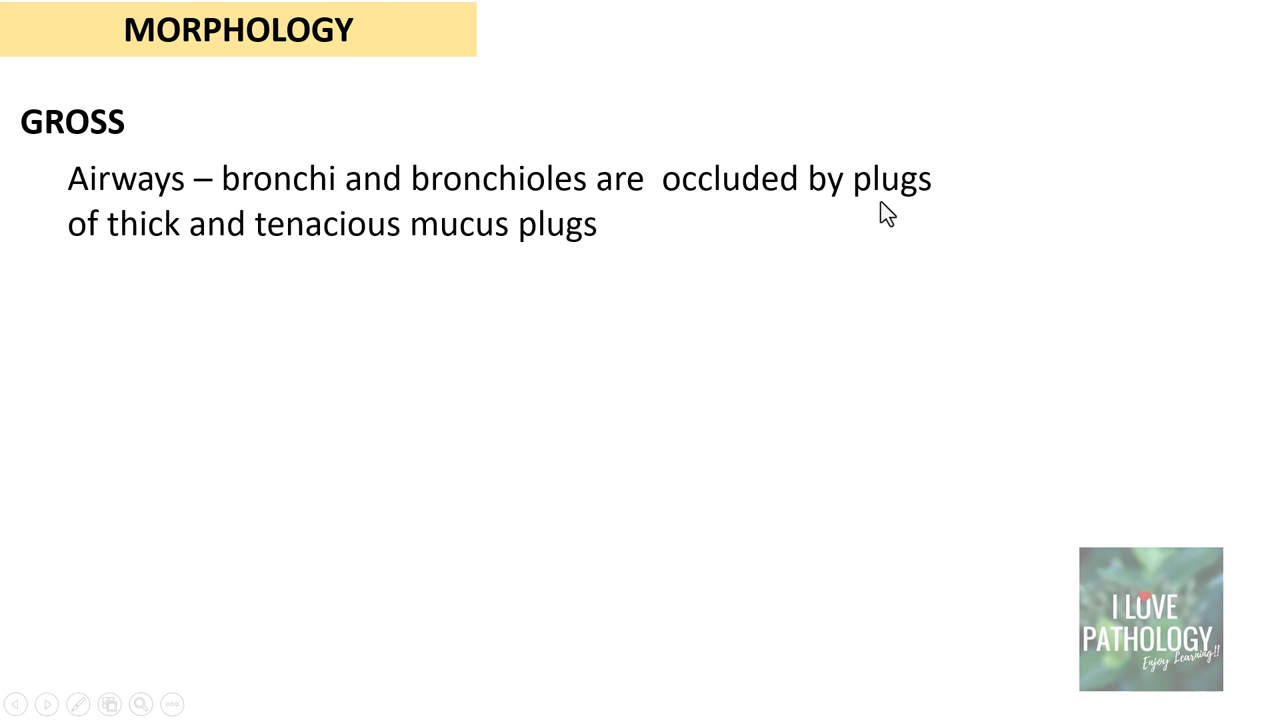 MORPHOLOGY
GROSS
Airways – bronchi and bronchioles are  occluded by plugs
of thick and tenacious mucus plugs
I LOVE
PATHOLOGY
Enjoy Learning!!